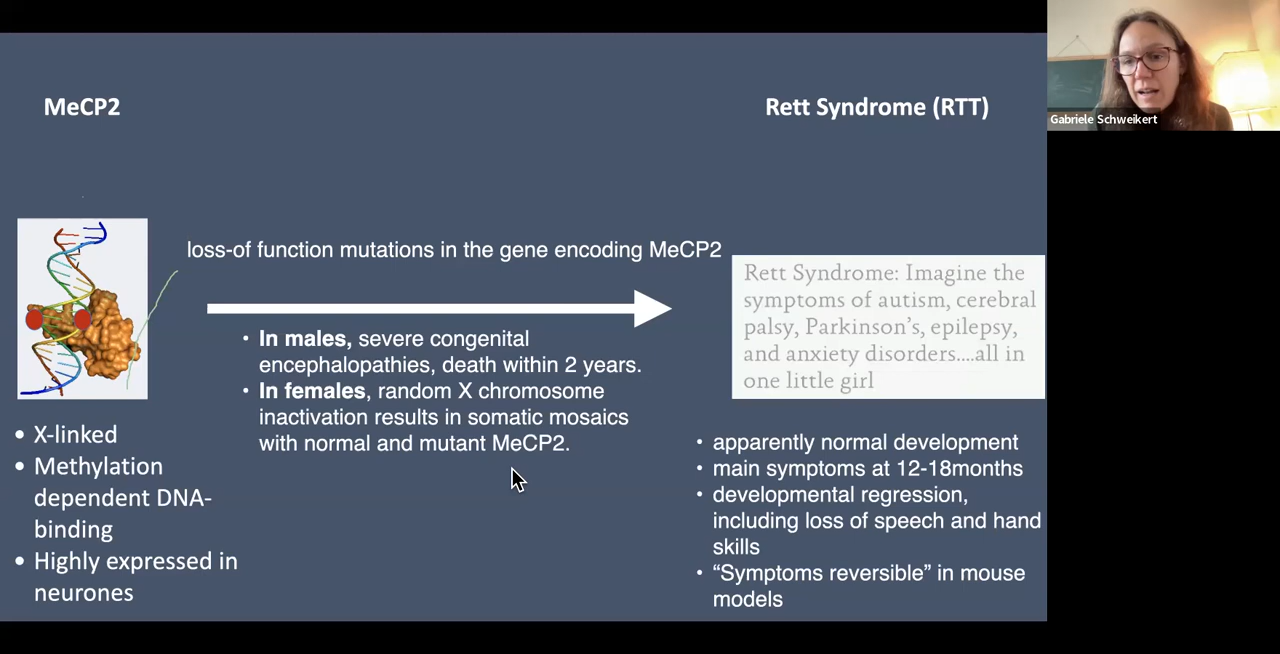 MeCP2
Rett Syndrome (RTT)
Gabriele Schweikert
loss-of function mutations in the gene encoding MeCP2
• In males, severe congenital
encephalopathies, death within 2 years.
• In females, random X chromosome
inactivation results in somatic mosaics
with normal and mutant MeCP2.
Rett Syndrome: Imagine the
symptoms of autism, cerebral
palsy, Parkinson's, epilepsy,
and anxiety disorders....all in
one little girl
• X-linked
• Methylation
dependent DNA-
binding
• Highly expressed in
neurones
• apparently normal development
• main symptoms at 12-18months
• developmental regression,
including loss of speech and hand
skills
• “Symptoms reversible” in mouse
models